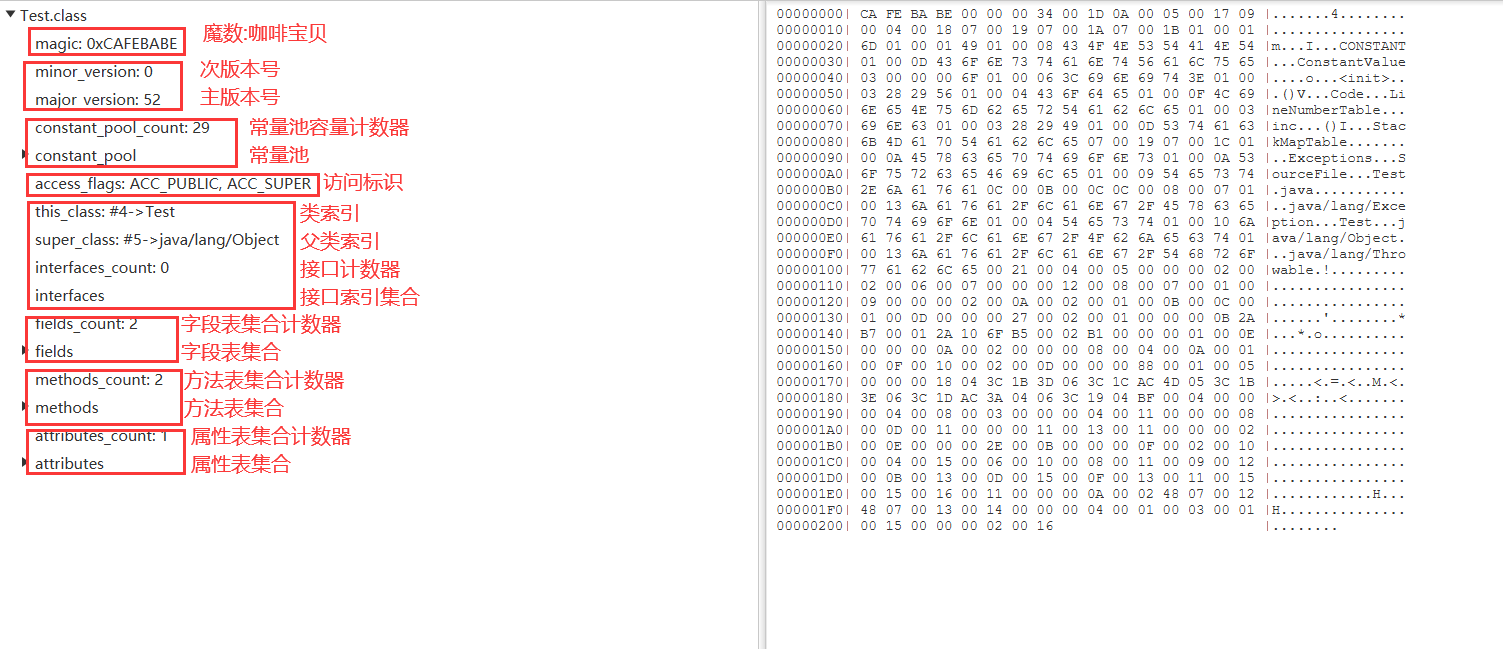 Test.class
magic: 0xCAFEBABE 魔数:咖啡宝贝
minor_version: 0 次版本号
major_version: 52 主版本号
constant_pool_count: 29 常量池容量计数器
constant_pool 常量池
access_flags: ACC_PUBLIC, ACC_SUPER 访问标识
this_class: #4->Test 类索引
super_class: #5->java/lang/Object 父类索引
interfaces_count: 0 接口计数器
interfaces 接口索引集合
fields_count: 2 字段表集合计数器
fields 字段表集合
methods_count: 2 方法表集合计数器
methods 方法表集合
attributes_count: 1 属性表集合计数器
attributes 属性表集合
00000000| CA FE BA BE 00 00 00 34 00 1D 0A 00 05 00 17 09 |.......4........
00000010| 00 04 00 18 07 00 19 07 00 1A 07 00 1B 01 00 01 |................
00000020| 6D 01 00 01 49 01 00 08 43 4F 4E 53 54 41 4E 54 |m...I...CONSTANT
00000030| 01 00 0D 43 6F 6E 73 74 61 6E 74 56 61 6C 75 65 |...ConstantValue
00000040| 03 00 00 00 6F 01 00 06 3C 69 6E 69 74 3E 01 00 |....o...<init>..
00000050| 03 28 29 56 01 00 04 43 6F 64 65 01 00 0F 4C 69 |.()V...Code...Li
00000060| 6E 65 4E 75 6D 62 65 72 54 61 62 6C 65 01 00 03 |neNumberTable...
00000070| 69 6E 63 01 00 03 28 29 49 01 00 0D 53 74 61 63 |inc...()I...Stac
00000080| 6B 4D 61 70 54 61 62 6C 65 07 00 19 07 00 1C 01 |kMapTable.......
00000090| 00 0A 45 78 63 65 70 74 69 6F 6E 73 01 00 0A 53 |..Exceptions...S
000000A0| 6F 75 72 63 65 46 69 6C 65 01 00 09 54 65 73 74 |ourceFile...Test
000000B0| 2E 6A 61 76 61 0C 00 0B 00 0C 0C 00 08 00 07 01 |.java...........
000000C0| 00 13 6A 61 76 61 2F 6C 61 6E 67 2F 45 78 63 65 |..java/lang/Exce
000000D0| 70 74 69 6F 6E 01 00 04 54 65 73 74 01 00 10 6A |ption...Test...j
000000E0| 61 76 61 2F 6C 61 6E 67 2F 4F 62 6A 65 63 74 01 |ava/lang/Object.
000000F0| 00 13 6A 61 76 61 2F 6C 61 6E 67 2F 54 68 72 6F |..java/lang/Thro
00000100| 77 61 62 6C 65 00 21 00 04 00 05 00 00 00 02 00 |wable.!.........
00000110| 02 00 06 00 07 00 00 00 12 00 08 00 07 00 01 00 |................
00000120| 09 00 00 00 02 00 0A 00 02 00 01 00 0B 00 0C 00 |................
00000130| 01 00 0D 00 00 00 27 00 02 00 01 00 00 00 0B 2A |......'........*
00000140| B7 00 01 2A 10 6F B5 00 02 B1 00 00 00 01 00 0E |...*.o..........
00000150| 00 00 00 0A 00 02 00 00 00 08 00 04 00 0A 00 01 |................
00000160| 00 0F 00 10 00 02 00 0D 00 00 00 88 00 01 00 05 |................
00000170| 00 00 00 18 04 3C 1B 3D 06 3C 1C AC 4D 05 3C 1B |.....<.=.<..M.<.
00000180| 3E 06 3C 1D AC 3A 04 06 3C 19 04 BF 00 04 00 00 |>.<..:..<.......
00000190| 00 04 00 08 00 03 00 00 00 04 00 11 00 00 00 08 |................
000001A0| 00 0D 00 11 00 00 00 11 00 13 00 11 00 00 00 02 |................
000001B0| 00 0E 00 00 00 2E 00 0B 00 00 00 0F 00 02 00 10 |................
000001C0| 00 04 00 15 00 06 00 10 00 08 00 11 00 09 00 12 |................
000001D0| 00 0B 00 13 00 0D 00 15 00 0F 00 13 00 11 00 15 |................
000001E0| 00 15 00 16 00 11 00 00 00 0A 00 02 48 07 00 12 |............H...
000001F0| 48 07 00 13 00 14 00 00 00 04 00 01 00 03 00 01 |H...............
00000200| 00 15 00 00 00 02 00 16 |........